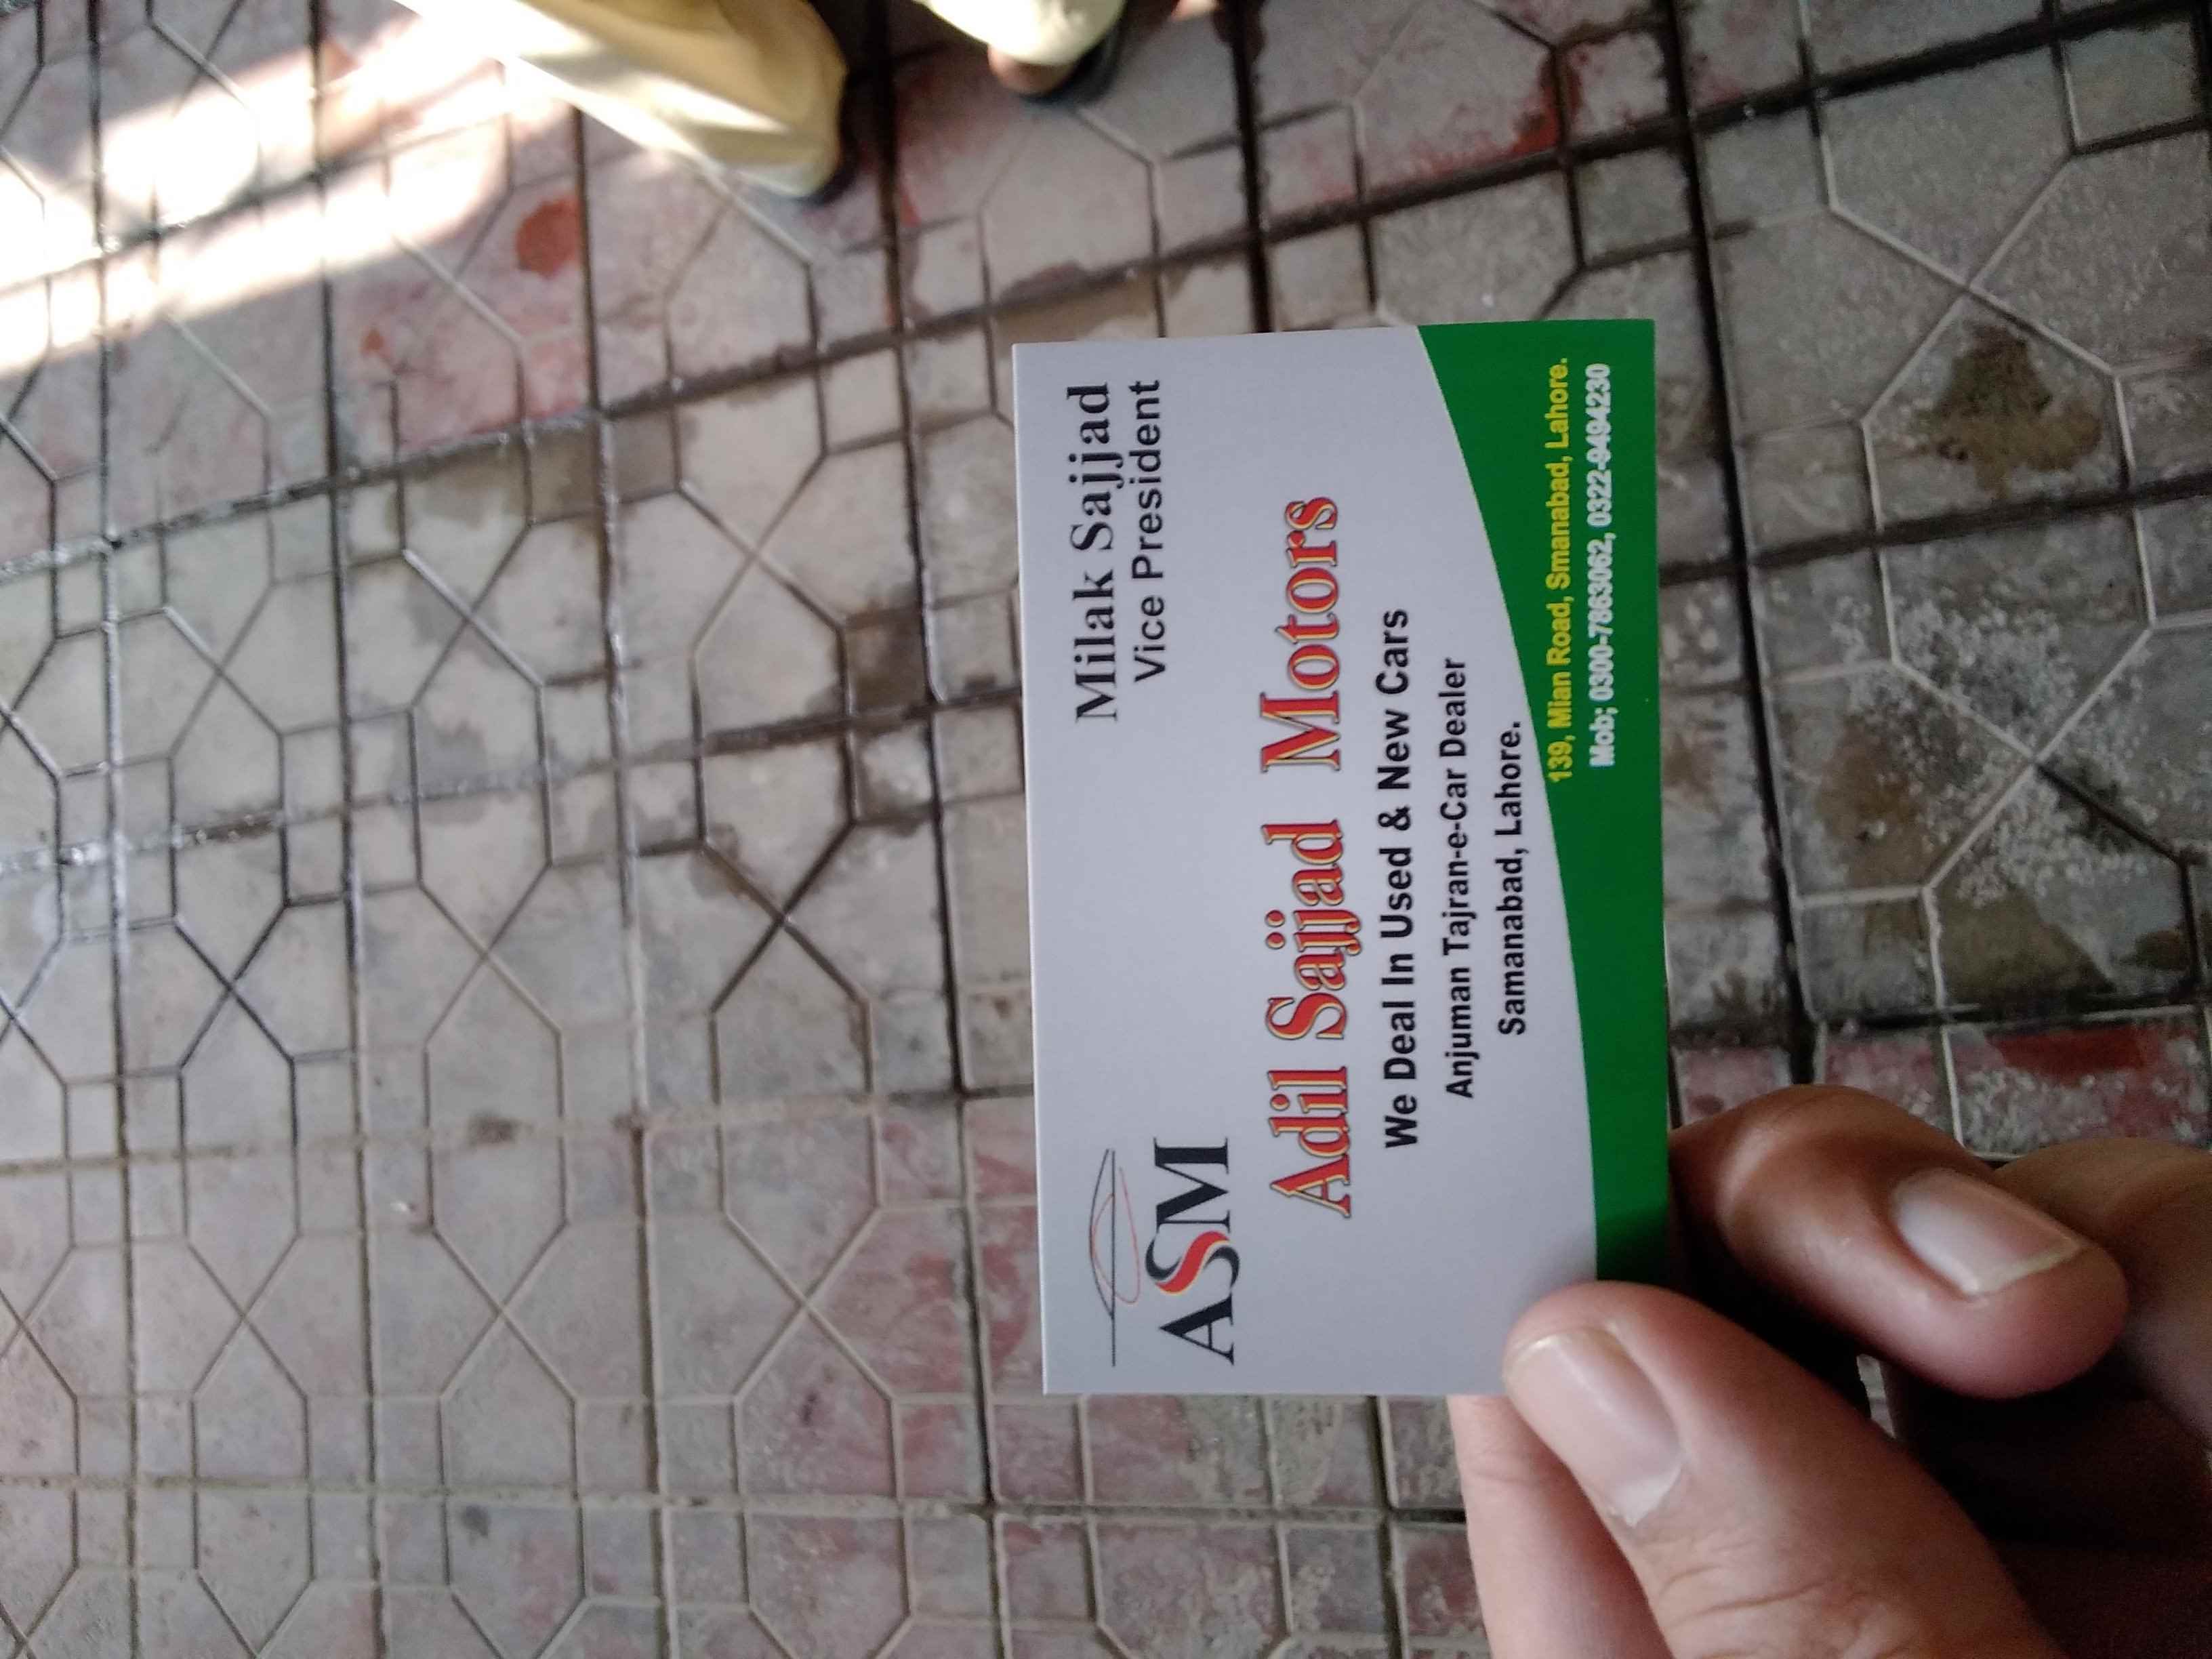 ASM
Milak Sajjad
Vice President
Adil Sajjad Motors
We Deal In Used & New Cars
Anjuman Tajran-e-Car Dealer
Samanabad, Lahore.
139, Mian Road, Smanabad, Lahore.
Mob; 0300-7863062, 0322-9494230